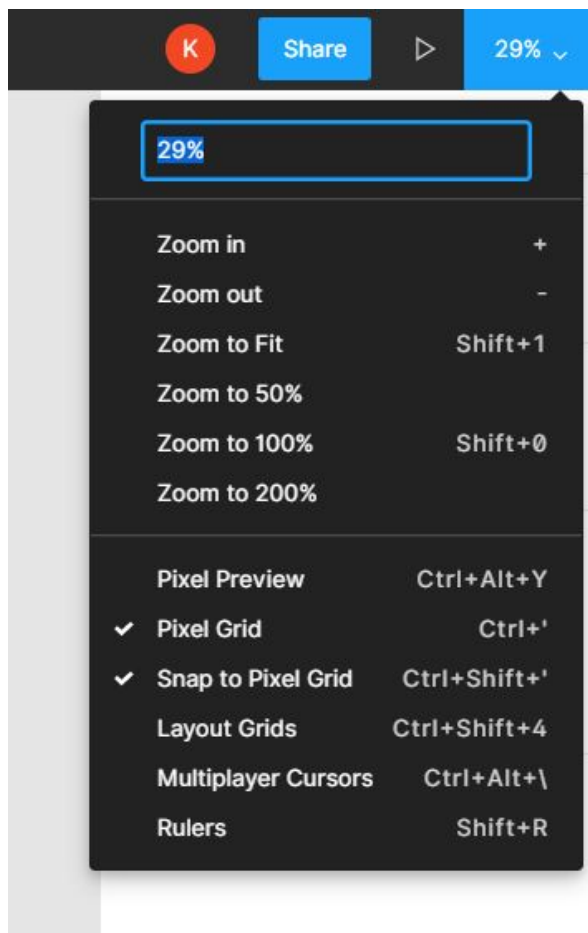 K Share 29%
29%
Zoom in +
Zoom out -
Zoom to Fit Shift+1
Zoom to 50%
Zoom to 100% Shift+0
Zoom to 200%
Pixel Preview Ctrl+Alt+Y
Pixel Grid Ctrl+'
Snap to Pixel Grid Ctrl+Shift+'
Layout Grids Ctrl+Shift+4
Multiplayer Cursors Ctrl+Alt+\
Rulers Shift+R